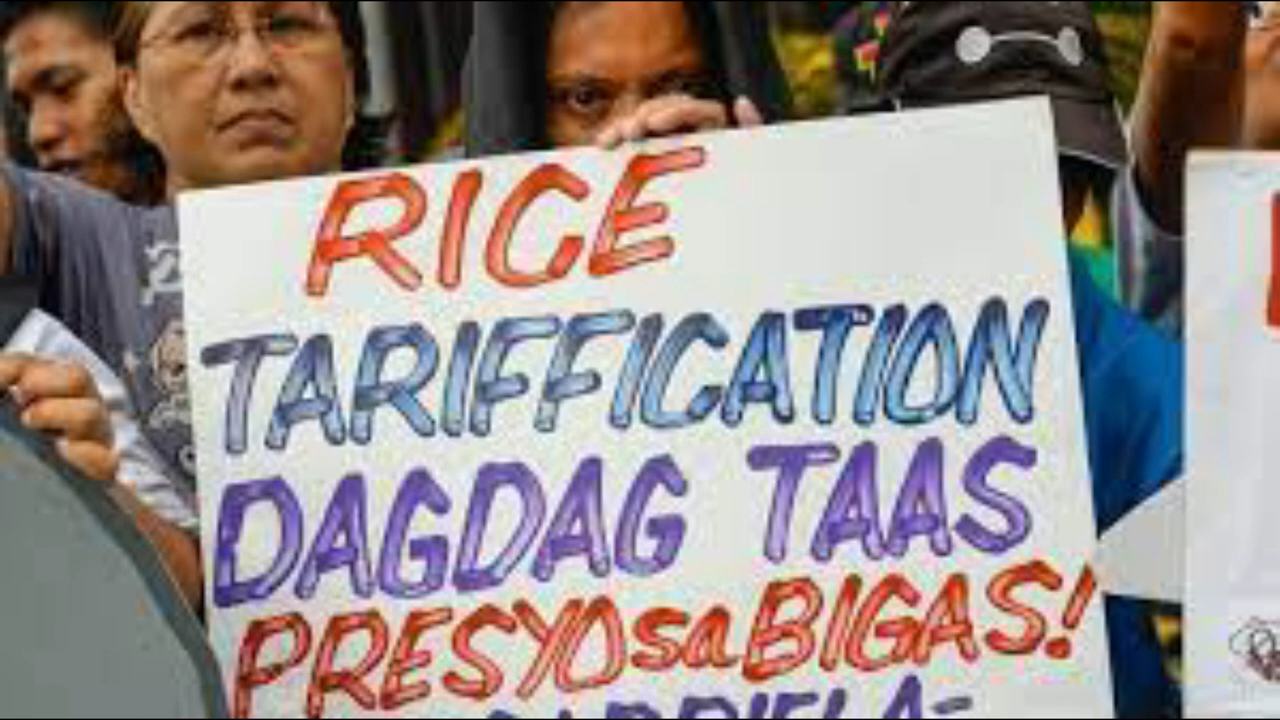 RICE
TARIFFICATION
DAGDAG TAAS
PRESYO sa BIGAS!